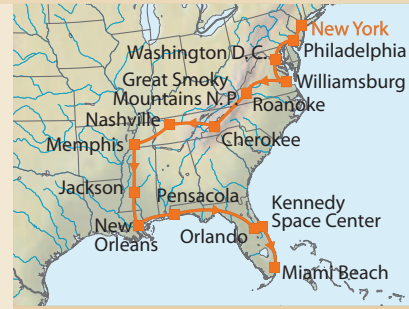 New York
Washington D.C.
Philadelphia
Great Smoky
Mountains N.P.
Williamsburg
Roanoke
Nashville
Cherokee
Memphis
Jackson
Pensacola
Kennedy
Space Center
New
Orleans
Orlando
Miami Beach